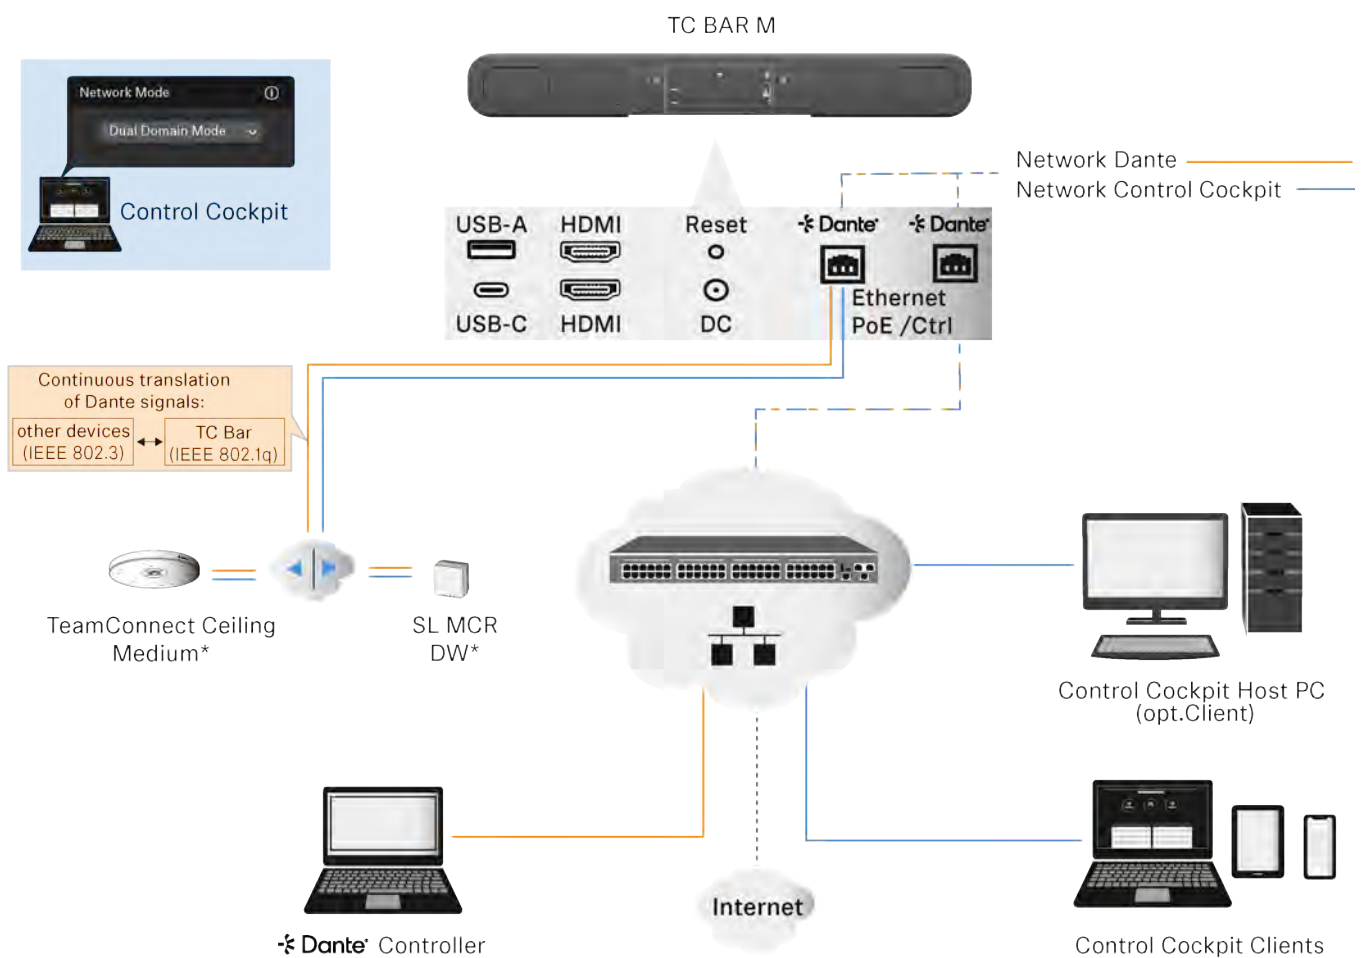 TC BAR M
Network Mode
Dual Domain Mode
Control Cockpit
Network Dante
Network Control Cockpit
USB-A HDMI Reset Dante Dante
USB-C HDMI DC
Ethernet
PoE /Ctrl
Continuous translation
of Dante signals:
other devices
(IEEE 802.3)
TC Bar
(IEEE 802.1q)
TeamConnect Ceiling
Medium*
SL MCR
DW*
Control Cockpit Host PC
(opt.Client)
Internet
Dante Controller
Control Cockpit Clients